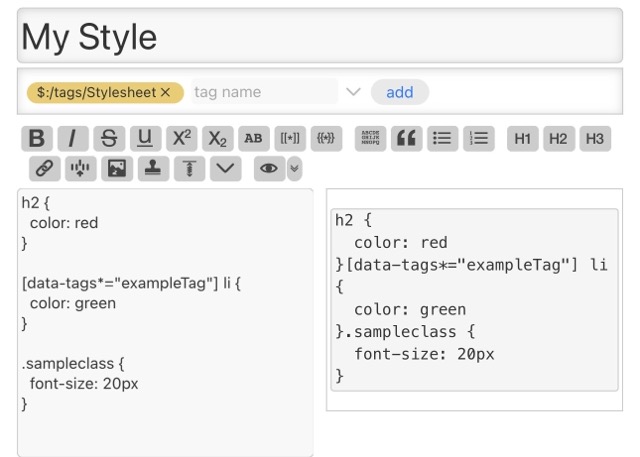 My Style
$:/tags/Stylesheet × tag name add
B I S U X² X₂ AB [[*]] {{*}} H1 H2 H3
h2 {
  color: red
}
[data-tags*="exampleTag"] li {
  color: green
}
.sampleclass {
  font-size: 20px
}
h2 {
  color: red
}[data-tags*="exampleTag"] li
{
  color: green
}.sampleclass {
  font-size: 20px
}